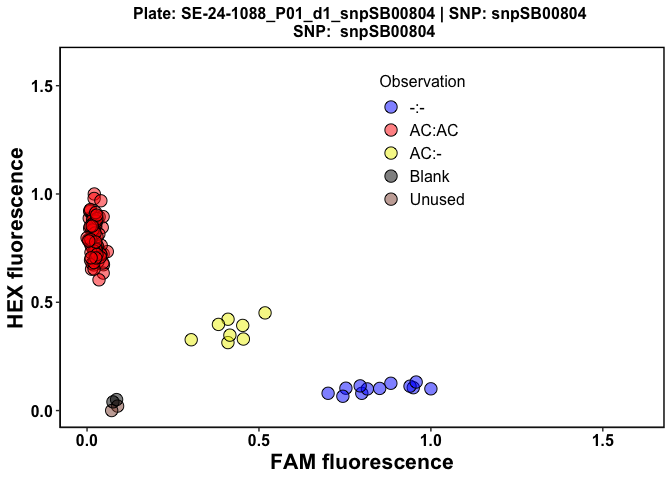 Plate: SE-24-1088_P01_d1_snpSB00804 | SNP: snpSB00804
SNP: snpSB00804
Observation
-:-
AC:AC
AC:-
Blank
Unused
HEX fluorescence
1.5
1.0
0.5
0.0
0.0 0.5 1.0 1.5
FAM fluorescence